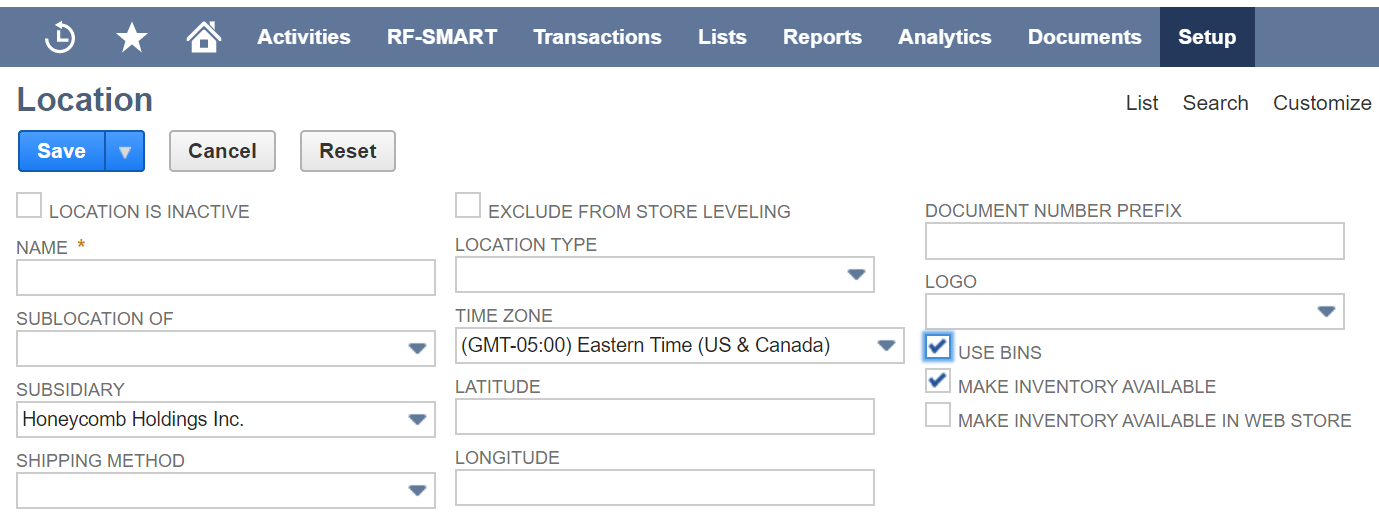 Activities RF-SMART Transactions Lists Reports Analytics Documents Setup
Location
List Search Customize
Save Cancel Reset
LOCATION IS INACTIVE
NAME *
SUBLOCATION OF
SUBSIDIARY
Honeycomb Holdings Inc.
SHIPPING METHOD
EXCLUDE FROM STORE LEVELING
LOCATION TYPE
TIME ZONE
(GMT-05:00) Eastern Time (US & Canada)
LATITUDE
LONGITUDE
DOCUMENT NUMBER PREFIX
LOGO
USE BINS
MAKE INVENTORY AVAILABLE
MAKE INVENTORY AVAILABLE IN WEB STORE